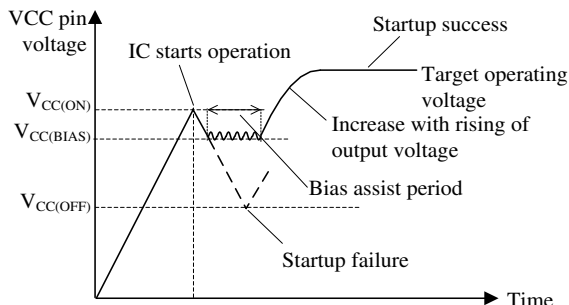 VCC pin
voltage
Startup success
IC starts operation
Target operating
voltage
VCC(ON)
Increase with rising of
output voltage
VCC(BIAS)
Bias assist period
VCC(OFF)
Startup failure
Time